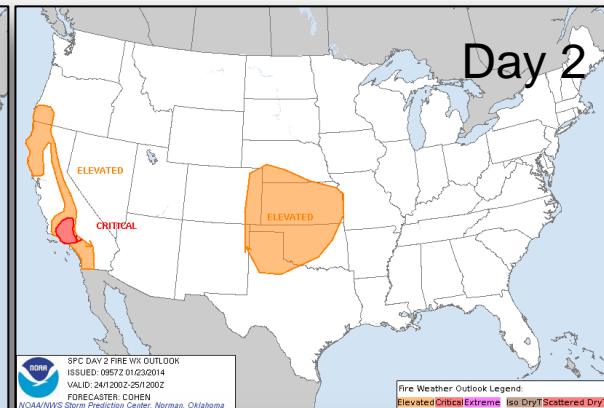 Day 2
ELEVATED
CRITICAL
ELEVATED
SPC DAY 2 FIRE WX OUTLOOK
ISSUED: 0957Z 01/23/2014
VALID: 24/1200Z-25/1200Z
FORECASTER: COHEN
NOAA/NWS Storm Prediction Center, Norman, Oklahoma
NOAA
Fire Weather Outlook Legend:
Elevated Critical Extreme Iso DryT Scattered Dry